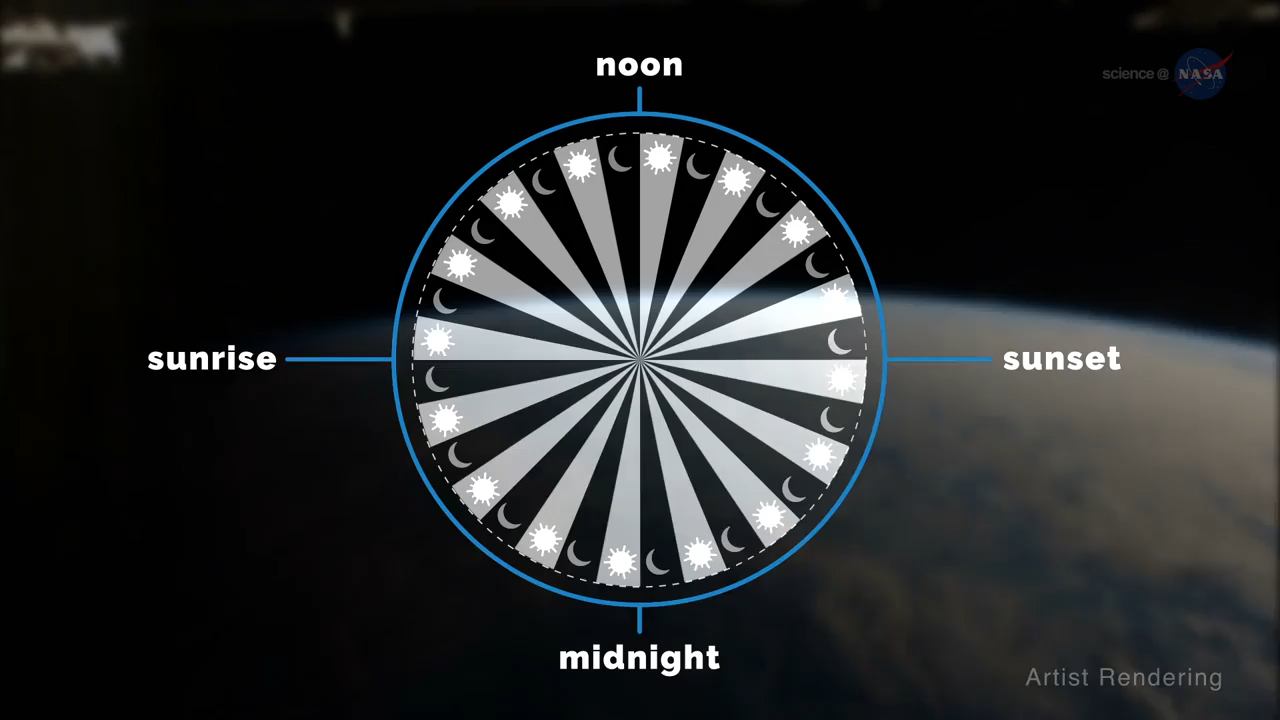 noon
science @ NASA
sunrise
sunset
midnight
Artist Rendering